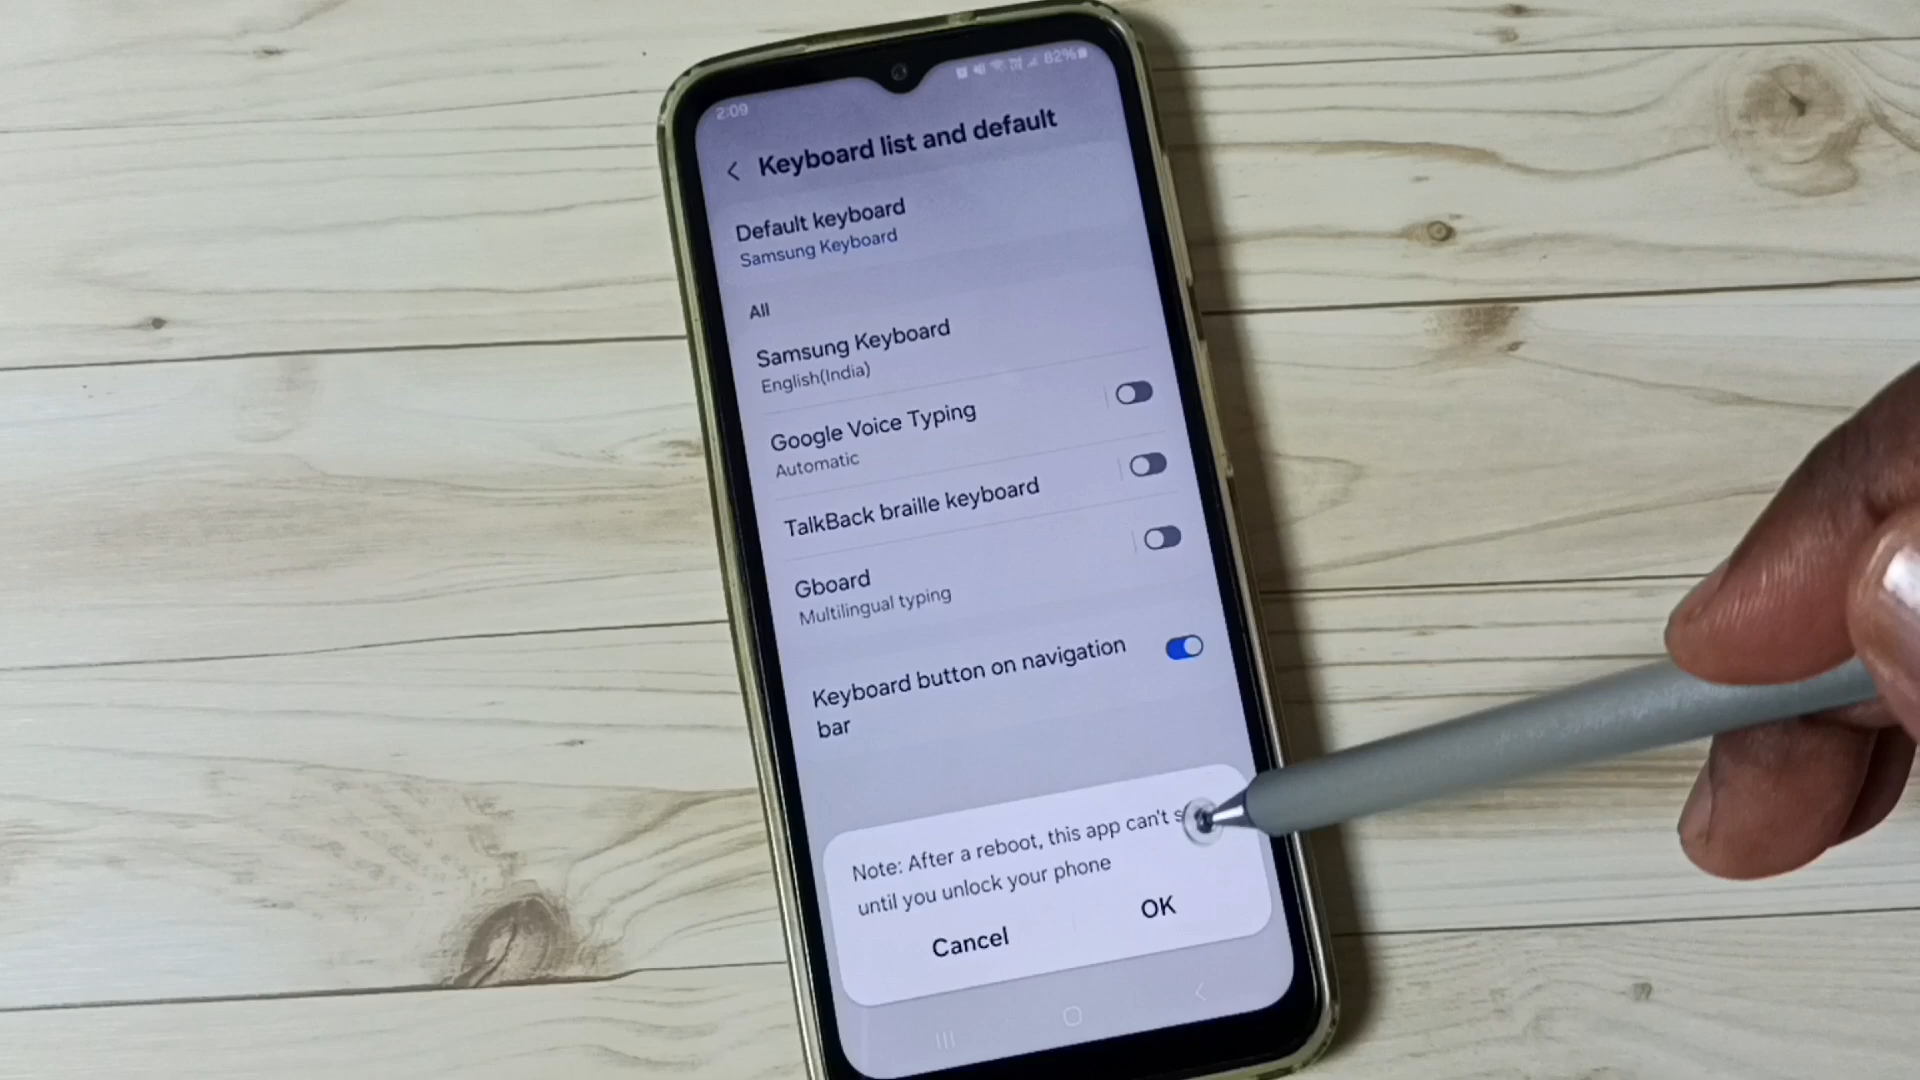 2:09
82%
Keyboard list and default
Default keyboard
Samsung Keyboard
All
Samsung Keyboard
English(India)
Google Voice Typing
Automatic
TalkBack braille keyboard
Gboard
Multilingual typing
Keyboard button on navigation
bar
Note: After a reboot, this app can't
until you unlock your phone
Cancel
OK